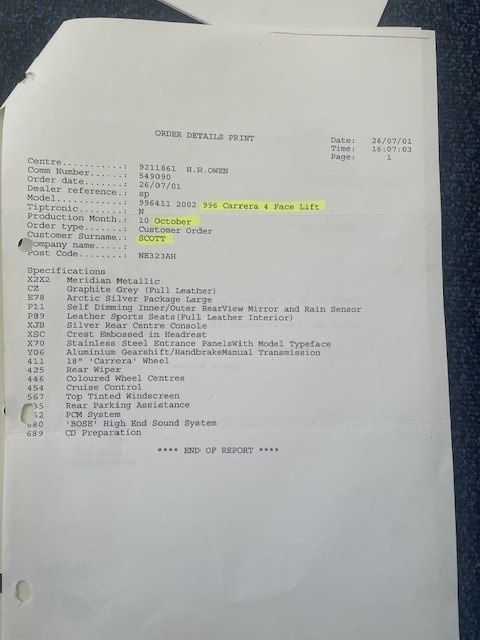 ORDER DETAILS PRINT
Date: 26/07/01
Time: 16:07:03
Page: 1
Centre...........: 9211861 H.R.OWEN
Comm Number......: 549090
Order date.......: 26/07/01
Dealer reference.: sp
Model............: 996411 2002 996 Carrera 4 Face Lift
Tiptronic........: N
Production Month.: 10 October
Order type.......: Customer Order
Customer Surname.: SCOTT
ompany name.....:
Post Code........: NE323AH
Specifications
X2X2 Meridian Metallic
CZ Graphite Grey (Full Leather)
E78 Arctic Silver Package Large
P11 Self Dimming Inner/Outer RearView Mirror and Rain Sensor
P89 Leather Sports Seats(Full Leather Interior)
XJB Silver Rear Centre Console
XSC Crest Embossed in Headrest
X70 Stainless Steel Entrance PanelsWith Model Typeface
Y06 Aluminium Gearshift/HandbrakeManual Transmission
411 18" 'Carrera' Wheel
425 Rear Wiper
446 Coloured Wheel Centres
454 Cruise Control
567 Top Tinted Windscreen
35 Rear Parking Assistance
52 PCM System
680 'BOSE' High End Sound System
689 CD Preparation
**** END OF REPORT ****